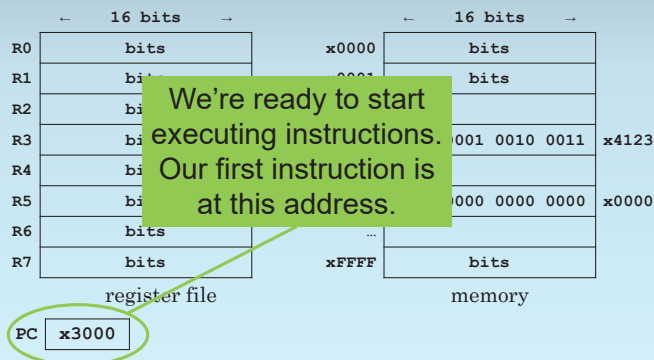 ← 16 bits → ← 16 bits →
R0 bits x0000 bits
R1 bits
R2
R3 0001 0010 0011 x4123
R4
R5 0000 0000 0000 x0000
R6 bits …
R7 bits xFFFF bits
We’re ready to start
executing instructions.
Our first instruction is
at this address.
register file memory
PC x3000